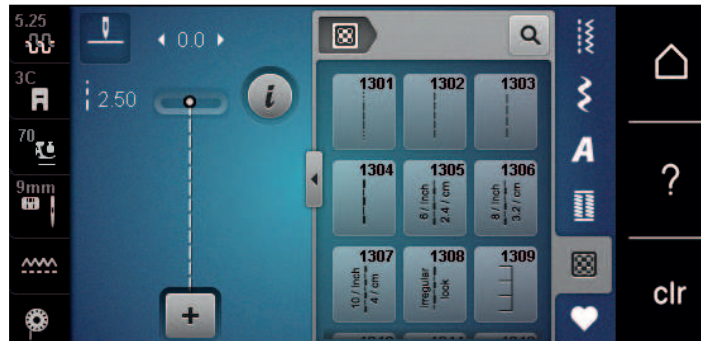 5.25
0.0
3C
2.50
i
70
9mm
+
1301
1302
1303
1304
1305
6 / Inch
2.4 / cm
1306
8 / Inch
3.2 / cm
1307
10 / Inch
4 / cm
1308
Irregular
look
1309
A
?
clr